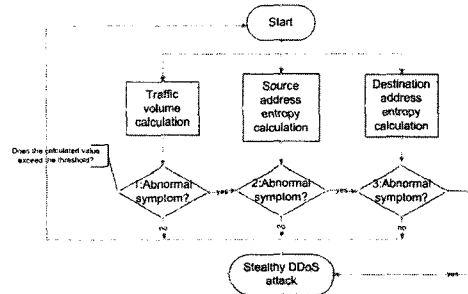 Start
Traffic
volume
calculation
Source
address
entropy
calculation
Destination
address
entropy
calculation
Does the calculated value
exceed the threshold?
1:Abnormal
symptom?
yes
2:Abnormal
symptom?
yes
3:Abnormal
symptom?
no
no
no
Stealthy DDoS
attack
yes